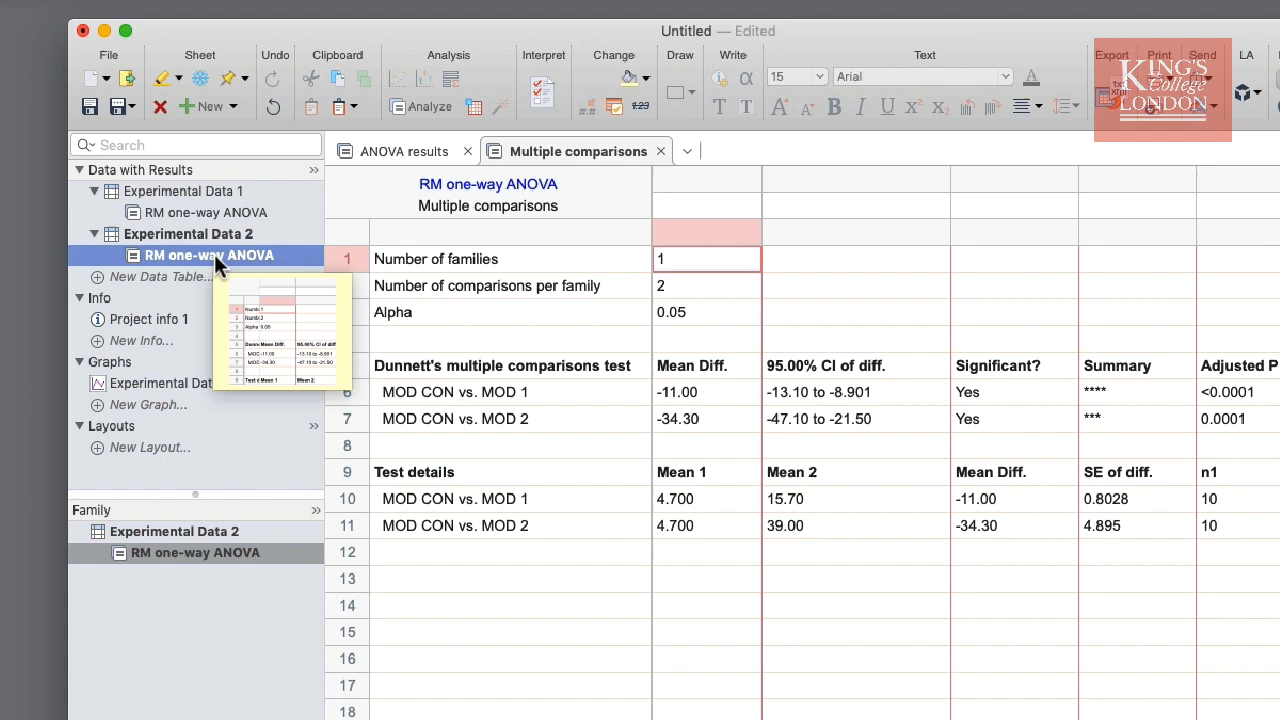 Untitled — Edited
File Sheet Undo Clipboard Analysis Interpret Change Draw Write Text Export Print Send LA
15 Arial
New Analyze 123
KING'S
College
LONDON
Search
ANOVA results
Multiple comparisons
Data with Results
Experimental Data 1
RM one-way ANOVA
Experimental Data 2
RM one-way ANOVA
New Data Table...
Info
Project info 1
New Info...
Graphs
Experimental Dat
New Graph...
Layouts
New Layout...
Family
Experimental Data 2
RM one-way ANOVA
RM one-way ANOVA
Multiple comparisons
1 Number of families 1
Number of comparisons per family 2
Alpha 0.05
Dunnett's multiple comparisons test Mean Diff. 95.00% CI of diff. Significant? Summary Adjusted P
6 MOD CON vs. MOD 1 -11.00 -13.10 to -8.901 Yes **** <0.0001
7 MOD CON vs. MOD 2 -34.30 -47.10 to -21.50 Yes *** 0.0001
8
9 Test details Mean 1 Mean 2 Mean Diff. SE of diff. n1
10 MOD CON vs. MOD 1 4.700 15.70 -11.00 0.8028 10
11 MOD CON vs. MOD 2 4.700 39.00 -34.30 4.895 10
12
13
14
15
16
17
18